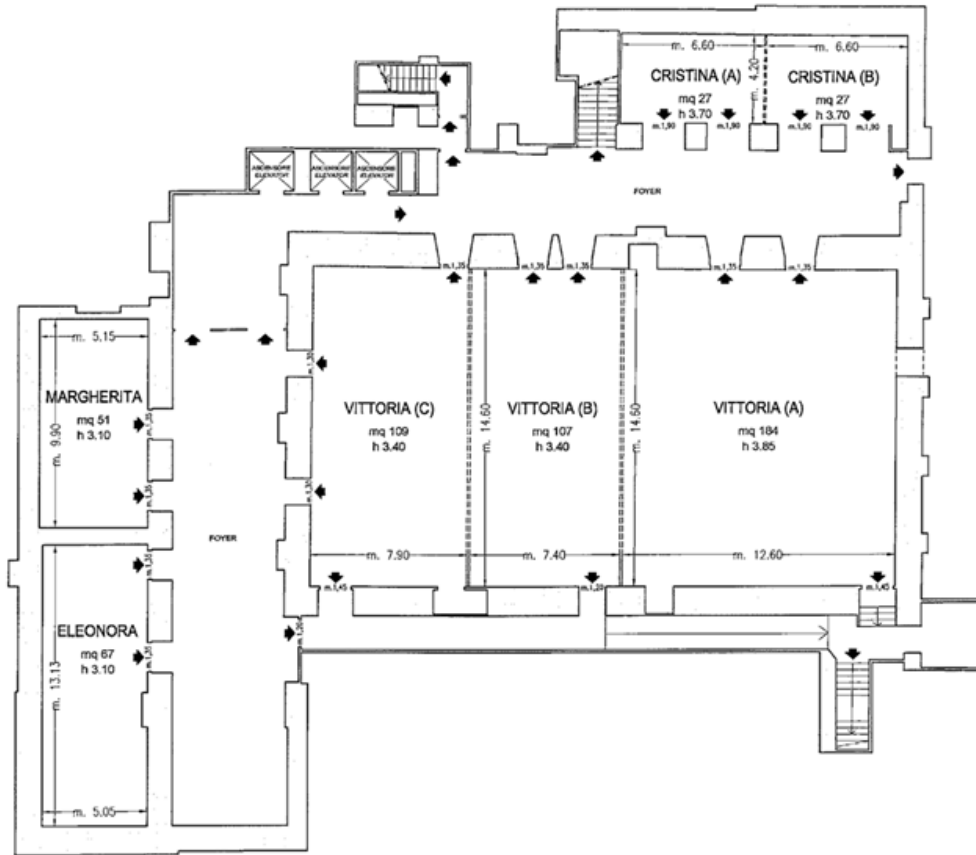 m. 6.60
m. 6.60
CRISTINA (A)
mq 27
h 3.70
m. 4.20
CRISTINA (B)
mq 27
h 3.70
m.1,90
m.1,90
m.1,90
m.1,90
ASCENSORE
ELEVATOR
ASCENSORE
ELEVATOR
ASCENSORE
ELEVATOR
FOYER
m.1,35
m.1,35
m.1,35
m.1,35
m.1,35
m. 5.15
MARGHERITA
mq 51
h 3.10
m. 9.90
m.1,35
m.1,35
m.1,30
m.1,30
VITTORIA (C)
mq 109
h 3.40
m. 14.60
VITTORIA (B)
mq 107
h 3.40
m. 14.60
VITTORIA (A)
mq 184
h 3.85
FOYER
m. 7.90
m. 7.40
m. 12.60
m.1,45
m.1,20
m.1,45
m.1,35
ELEONORA
mq 67
h 3.10
m. 13.13
m.1,35
m.1,20
m. 5.05